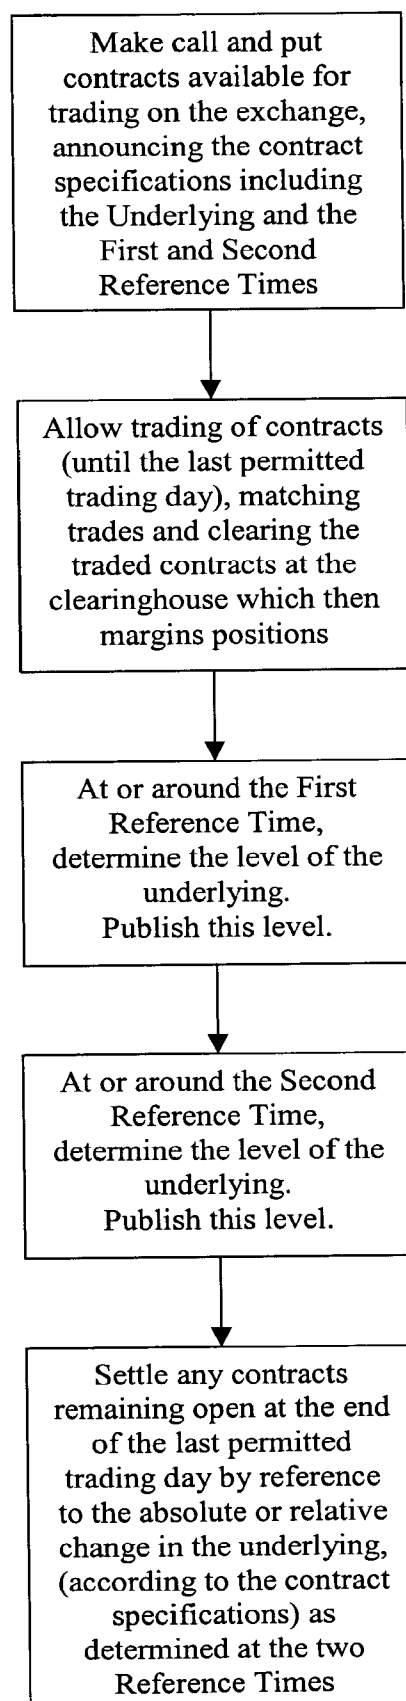 Make call and put
contracts available for
trading on the exchange,
announcing the contract
specifications including
the Underlying and the
First and Second
Reference Times
Allow trading of contracts
(until the last permitted
trading day), matching
trades and clearing the
traded contracts at the
clearinghouse which then
margins positions
At or around the First
Reference Time,
determine the level of the
underlying.
Publish this level.
At or around the Second
Reference Time,
determine the level of the
underlying.
Publish this level.
Settle any contracts
remaining open at the end
of the last permitted
trading day by reference
to the absolute or relative
change in the underlying,
(according to the contract
specifications) as
determined at the two
Reference Times